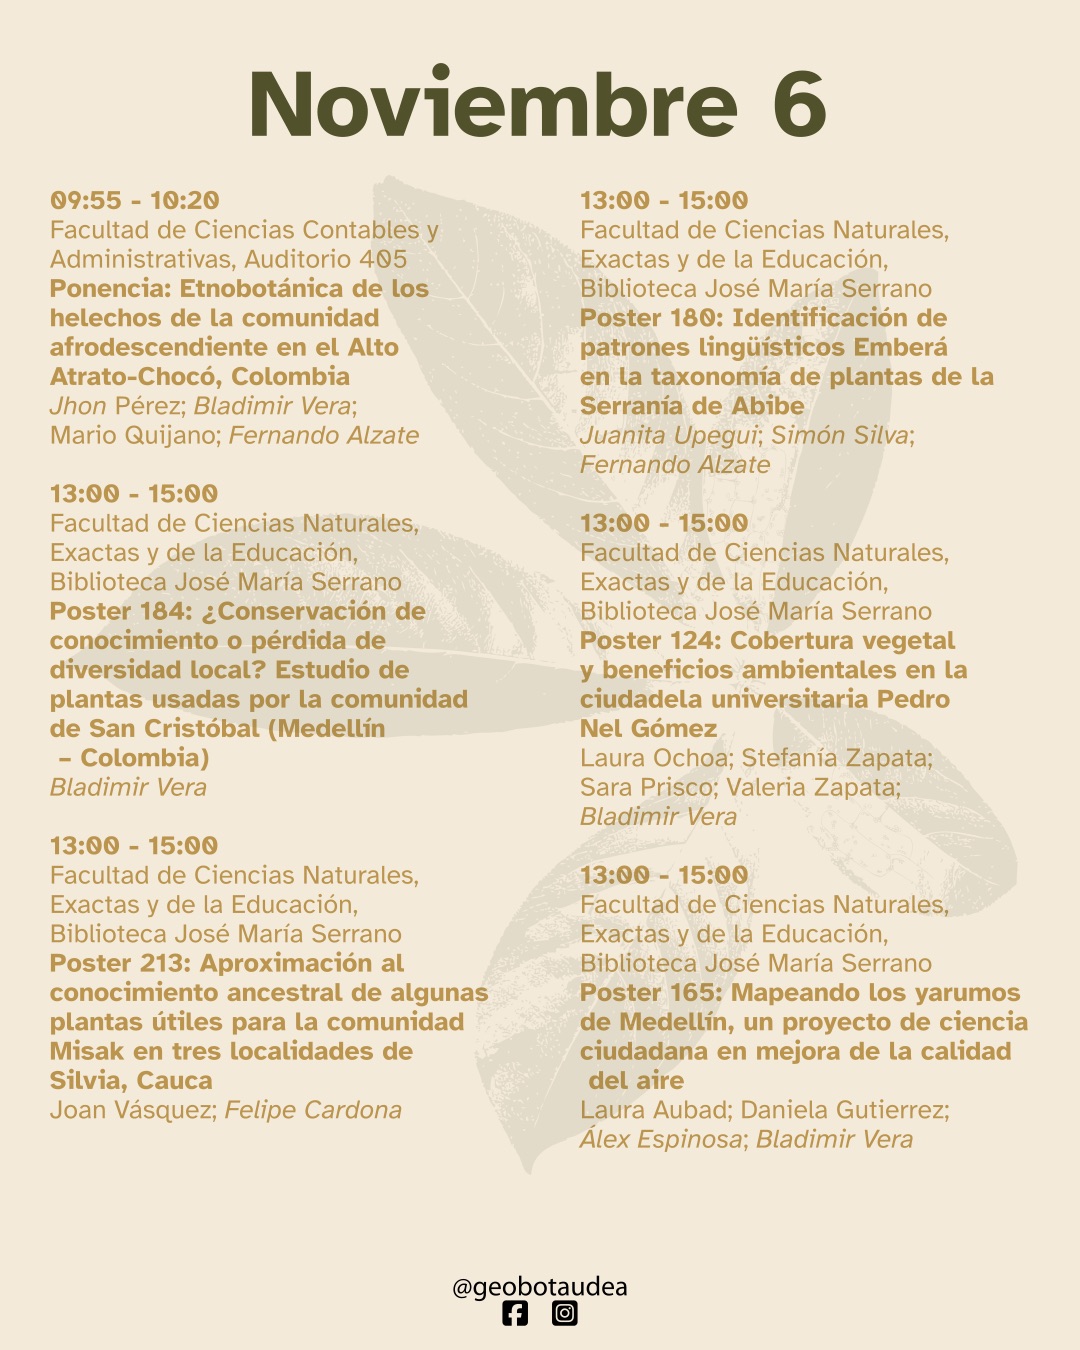 Noviembre 6
09:55 - 10:20
Facultad de Ciencias Contables y
Administrativas, Auditorio 405
Ponencia: Etnobotánica de los
helechos de la comunidad
afrodescendiente en el Alto
Atrato-Chocó, Colombia
Jhon Pérez; Bladimir Vera;
Mario Quijano; Fernando Alzate
13:00 - 15:00
Facultad de Ciencias Naturales,
Exactas y de la Educación,
Biblioteca José María Serrano
Poster 184: ¿Conservación de
conocimiento o pérdida de
diversidad local? Estudio de
plantas usadas por la comunidad
de San Cristóbal (Medellín
– Colombia)
Bladimir Vera
13:00 - 15:00
Facultad de Ciencias Naturales,
Exactas y de la Educación,
Biblioteca José María Serrano
Poster 213: Aproximación al
conocimiento ancestral de algunas
plantas útiles para la comunidad
Misak en tres localidades de
Silvia, Cauca
Joan Vásquez; Felipe Cardona
13:00 - 15:00
Facultad de Ciencias Naturales,
Exactas y de la Educación,
Biblioteca José María Serrano
Poster 180: Identificación de
patrones lingüísticos Emberá
en la taxonomía de plantas de la
Serranía de Abibe
Juanita Upegui; Simón Silva;
Fernando Alzate
13:00 - 15:00
Facultad de Ciencias Naturales,
Exactas y de la Educación,
Biblioteca José María Serrano
Poster 124: Cobertura vegetal
y beneficios ambientales en la
ciudadela universitaria Pedro
Nel Gómez
Laura Ochoa; Stefanía Zapata;
Sara Prisco; Valeria Zapata;
Bladimir Vera
13:00 - 15:00
Facultad de Ciencias Naturales,
Exactas y de la Educación,
Biblioteca José María Serrano
Poster 165: Mapeando los yarumos
de Medellín, un proyecto de ciencia
ciudadana en mejora de la calidad
del aire
Laura Aubad; Daniela Gutierrez;
Álex Espinosa; Bladimir Vera
@geobotaudea